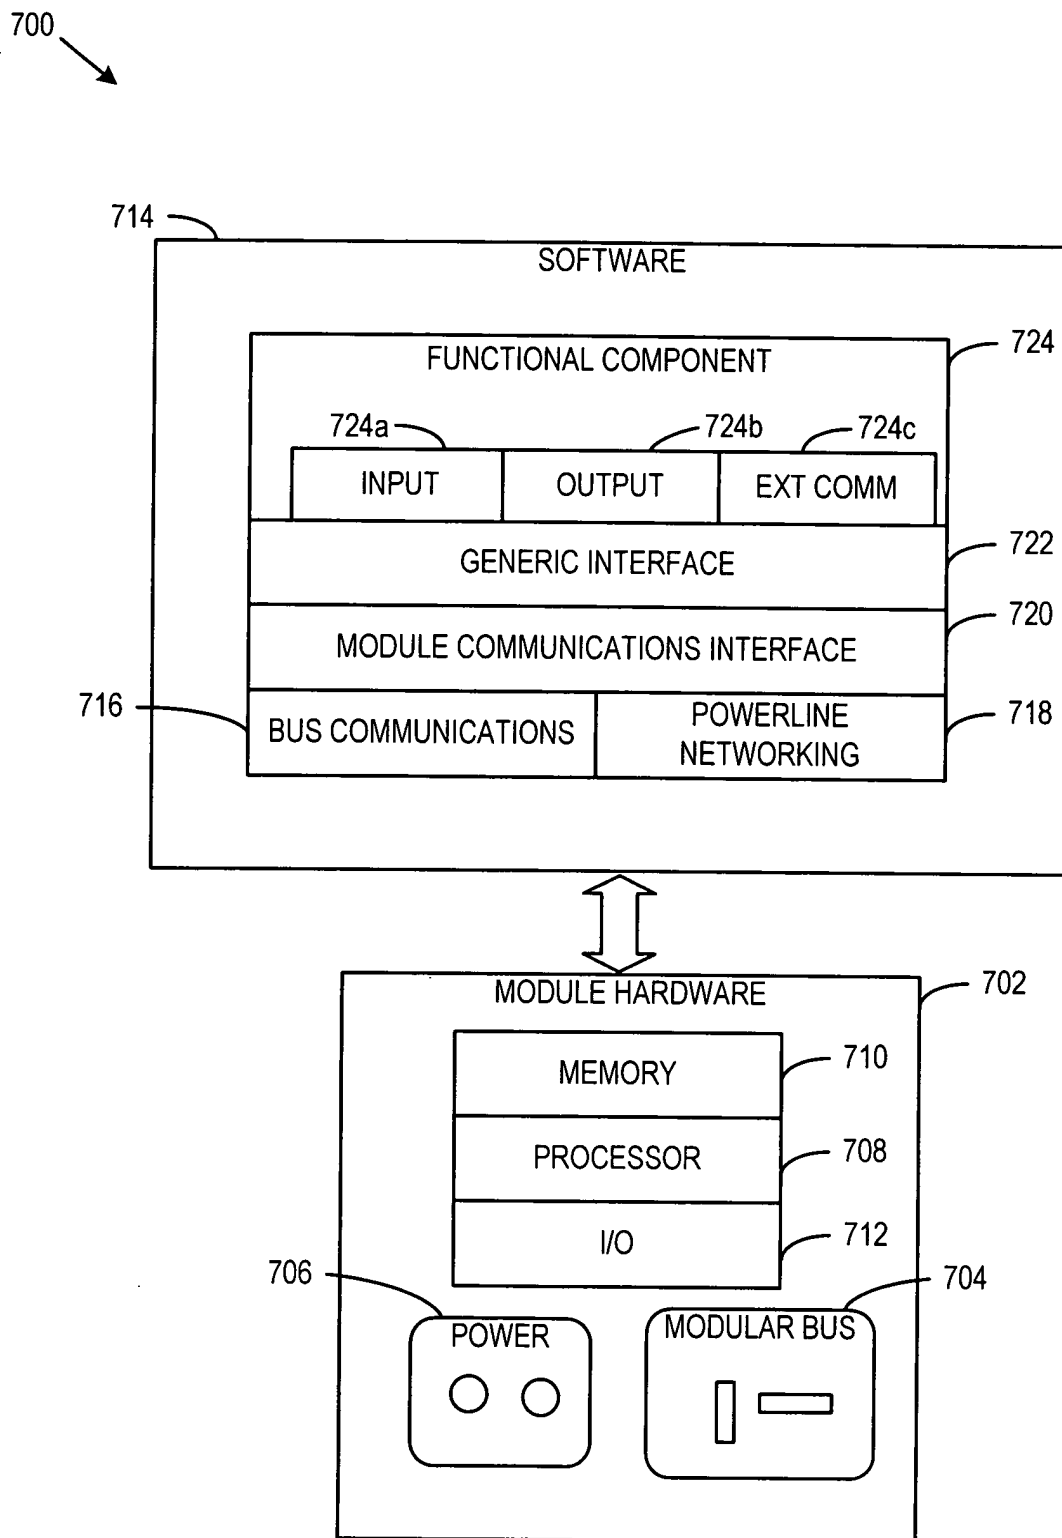 700
714
SOFTWARE
FUNCTIONAL COMPONENT
724
724a
724b
724c
INPUT
OUTPUT
EXT COMM
GENERIC INTERFACE
722
MODULE COMMUNICATIONS INTERFACE
720
716
BUS COMMUNICATIONS
POWERLINE
NETWORKING
718
MODULE HARDWARE
702
MEMORY
710
PROCESSOR
708
I/O
712
706
704
POWER
MODULAR BUS